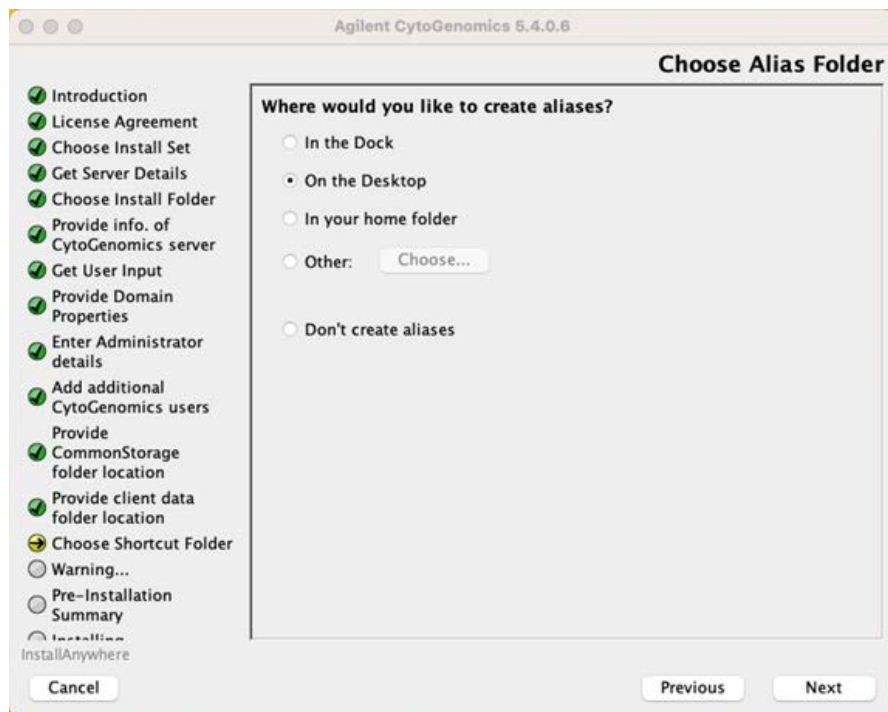 Agilent CytoGenomics 5.4.0.6
Choose Alias Folder
Introduction
License Agreement
Choose Install Set
Get Server Details
Choose Install Folder
Provide info. of
CytoGenomics server
Get User Input
Provide Domain
Properties
Enter Administrator
details
Add additional
CytoGenomics users
Provide
CommonStorage
folder location
Provide client data
folder location
Choose Shortcut Folder
Warning...
Pre-Installation
Summary
Installing
Where would you like to create aliases?
In the Dock
On the Desktop
In your home folder
Other: Choose...
Don't create aliases
InstallAnywhere
Cancel Previous Next